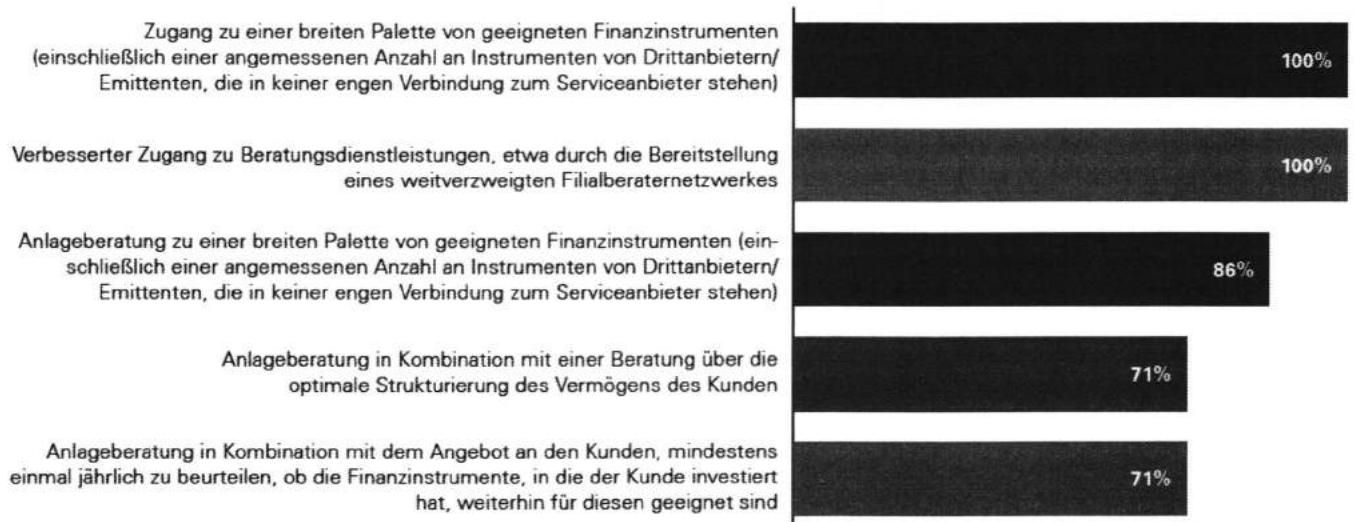 Zugang zu einer breiten Palette von geeigneten Finanzinstrumenten
(einschließlich einer angemessenen Anzahl an Instrumenten von Drittanbietern/
Emittenten, die in keiner engen Verbindung zum Serviceanbieter stehen)
100%
Verbesserter Zugang zu Beratungsdienstleistungen, etwa durch die Bereitstellung
eines weitverzweigten Filialberaternetzwerkes
100%
Anlageberatung zu einer breiten Palette von geeigneten Finanzinstrumenten (ein-
schließlich einer angemessenen Anzahl an Instrumenten von Drittanbietern/
Emittenten, die in keiner engen Verbindung zum Serviceanbieter stehen)
86%
Anlageberatung in Kombination mit einer Beratung über die
optimale Strukturierung des Vermögens des Kunden
71%
Anlageberatung in Kombination mit dem Angebot an den Kunden, mindestens
einmal jährlich zu beurteilen, ob die Finanzinstrumente, in die der Kunde investiert
hat, weiterhin für diesen geeignet sind
71%